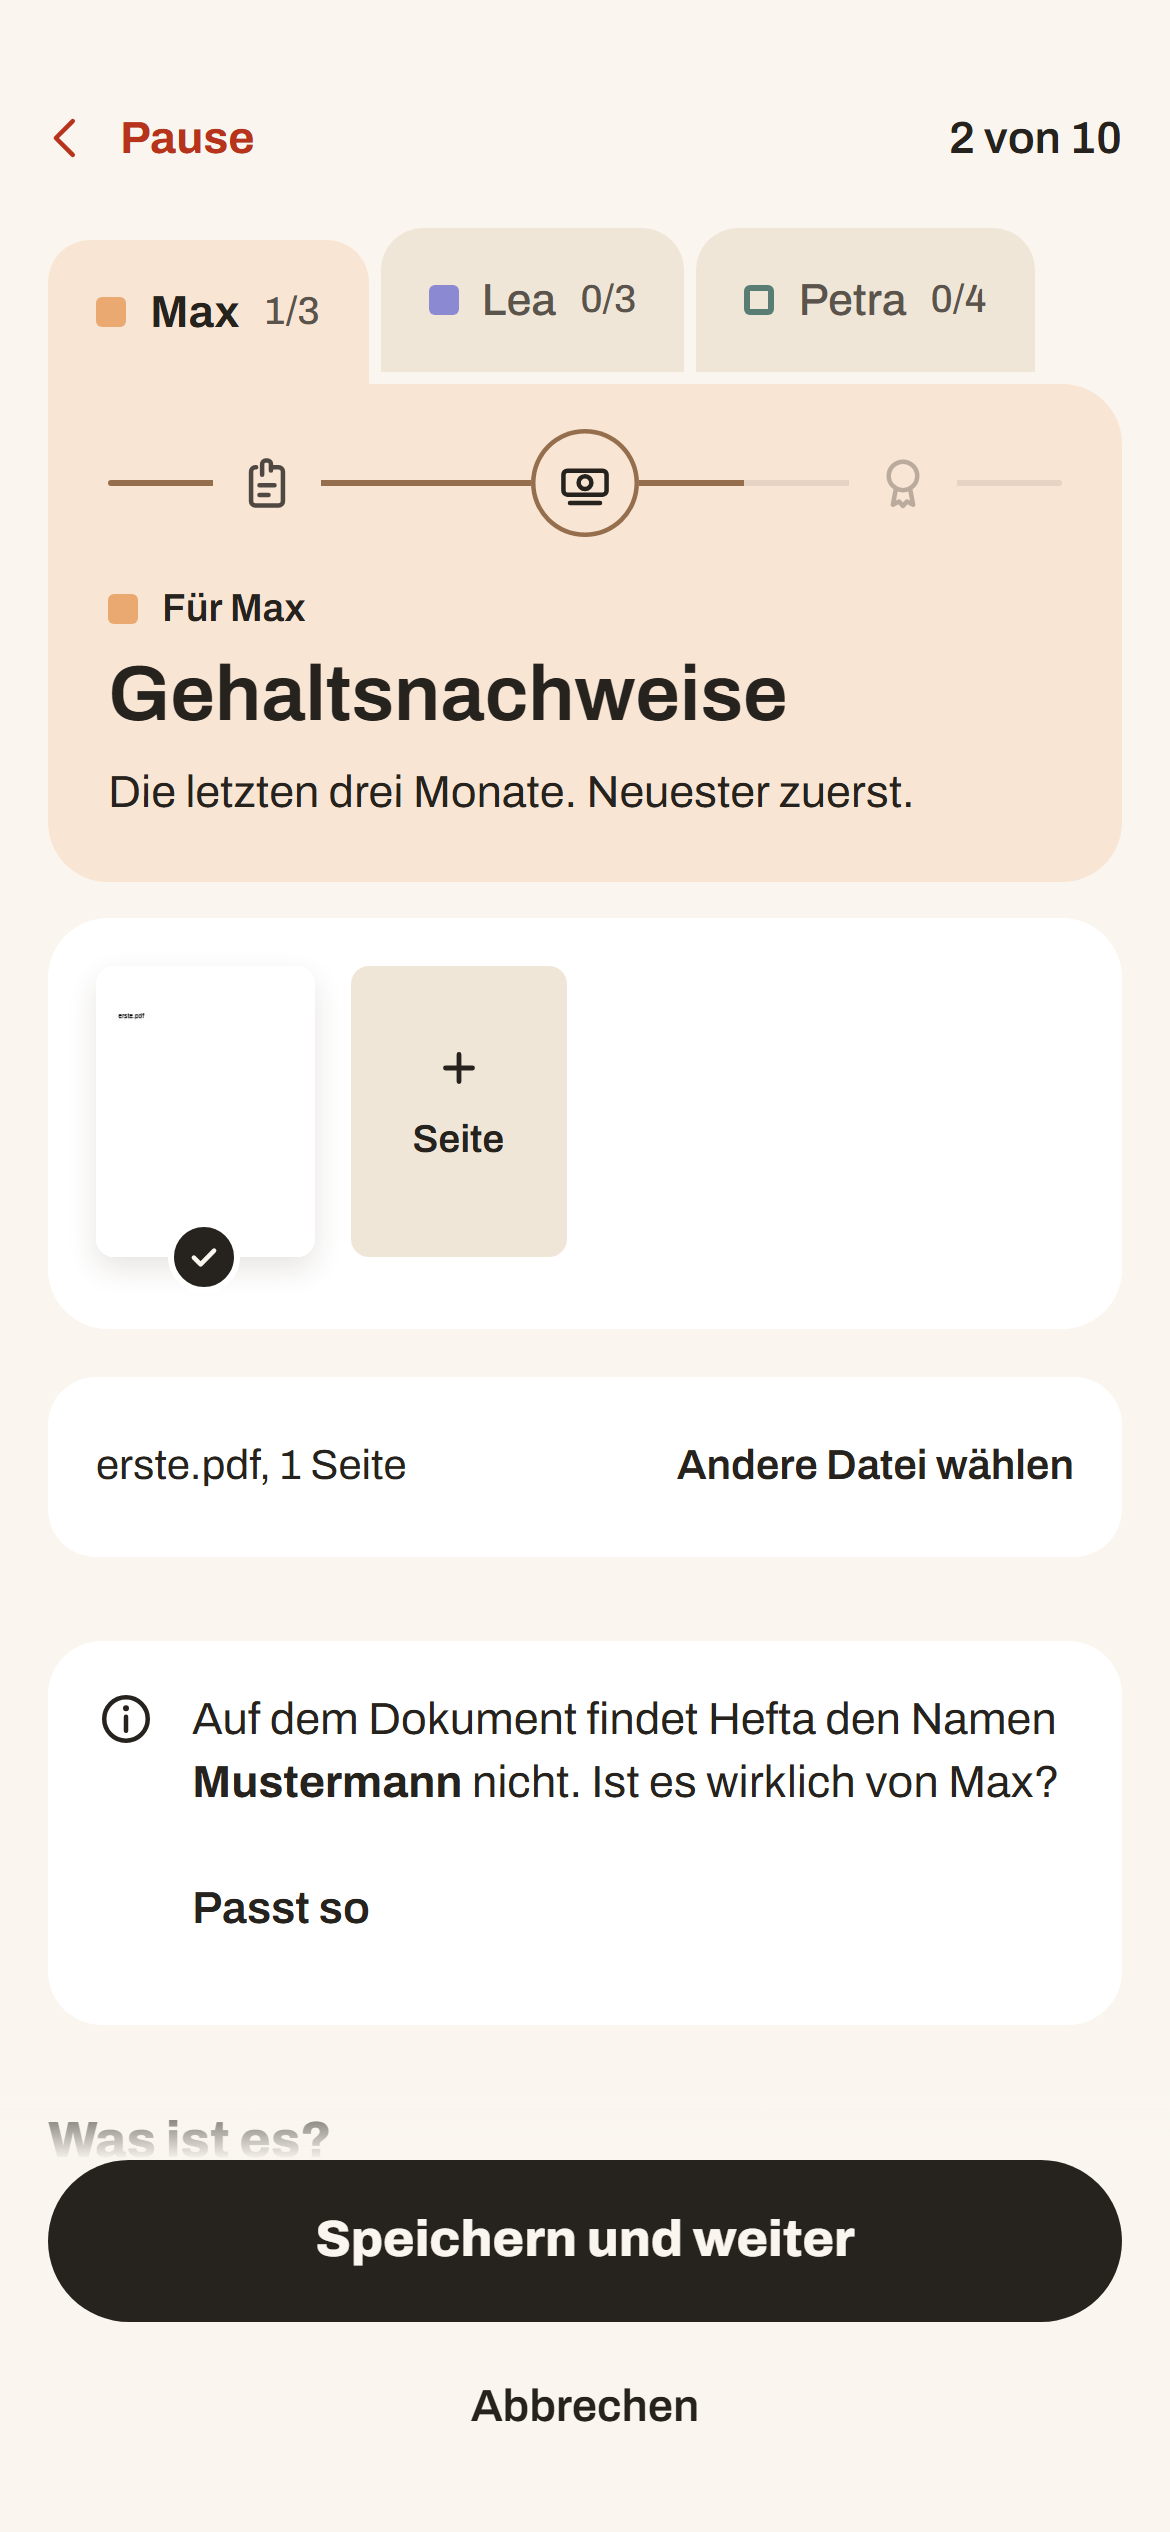 Pause
2 von 10
Max 1/3
Lea 0/3
Petra 0/4
Für Max
Gehaltsnachweise
Die letzten drei Monate. Neuester zuerst.
erste.pdf
Seite
erste.pdf, 1 Seite
Andere Datei wählen
Auf dem Dokument findet Hefta den Namen
Mustermann nicht. Ist es wirklich von Max?
Passt so
Was ist es?
Speichern und weiter
Abbrechen